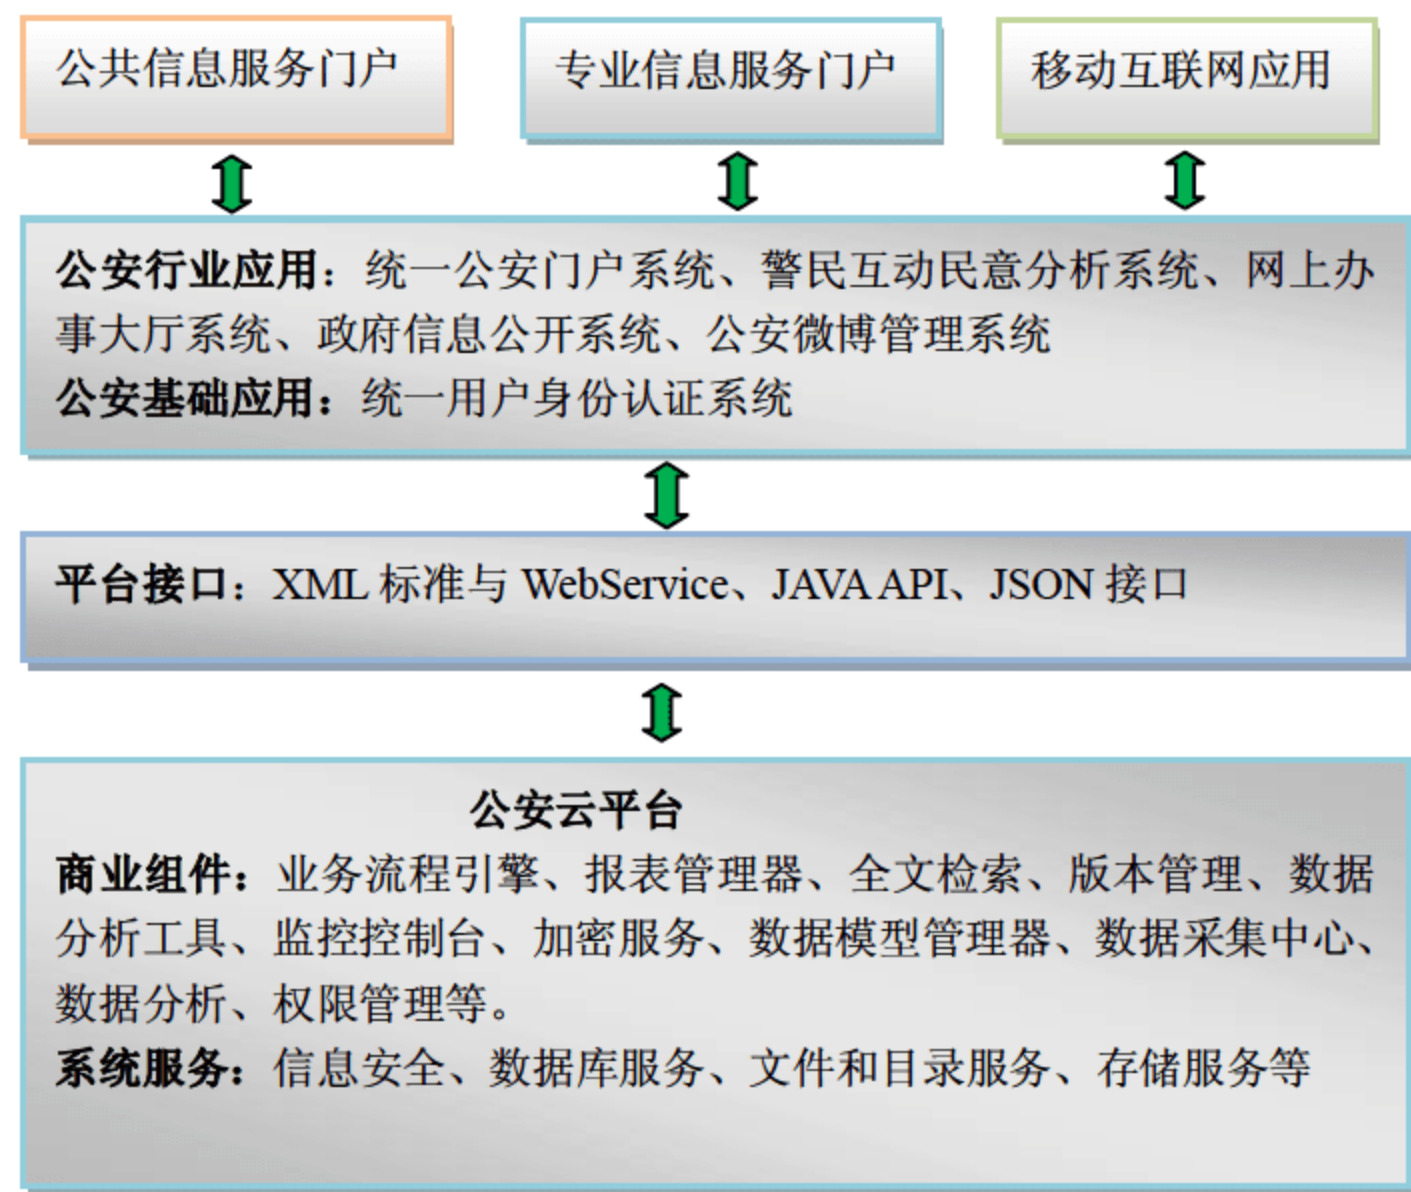 公共信息服务门户
专业信息服务门户
移动互联网应用
公安行业应用：统一公安门户系统、警民互动民意分析系统、网上办
事大厅系统、政府信息公开系统、公安微博管理系统
公安基础应用：统一用户身份认证系统
平台接口：XML 标准与 WebService、JAVA API、JSON 接口
公安云平台
商业组件：业务流程引擎、报表管理器、全文检索、版本管理、数据
分析工具、监控控制台、加密服务、数据模型管理器、数据采集中心、
数据分析、权限管理等。
系统服务：信息安全、数据库服务、文件和目录服务、存储服务等